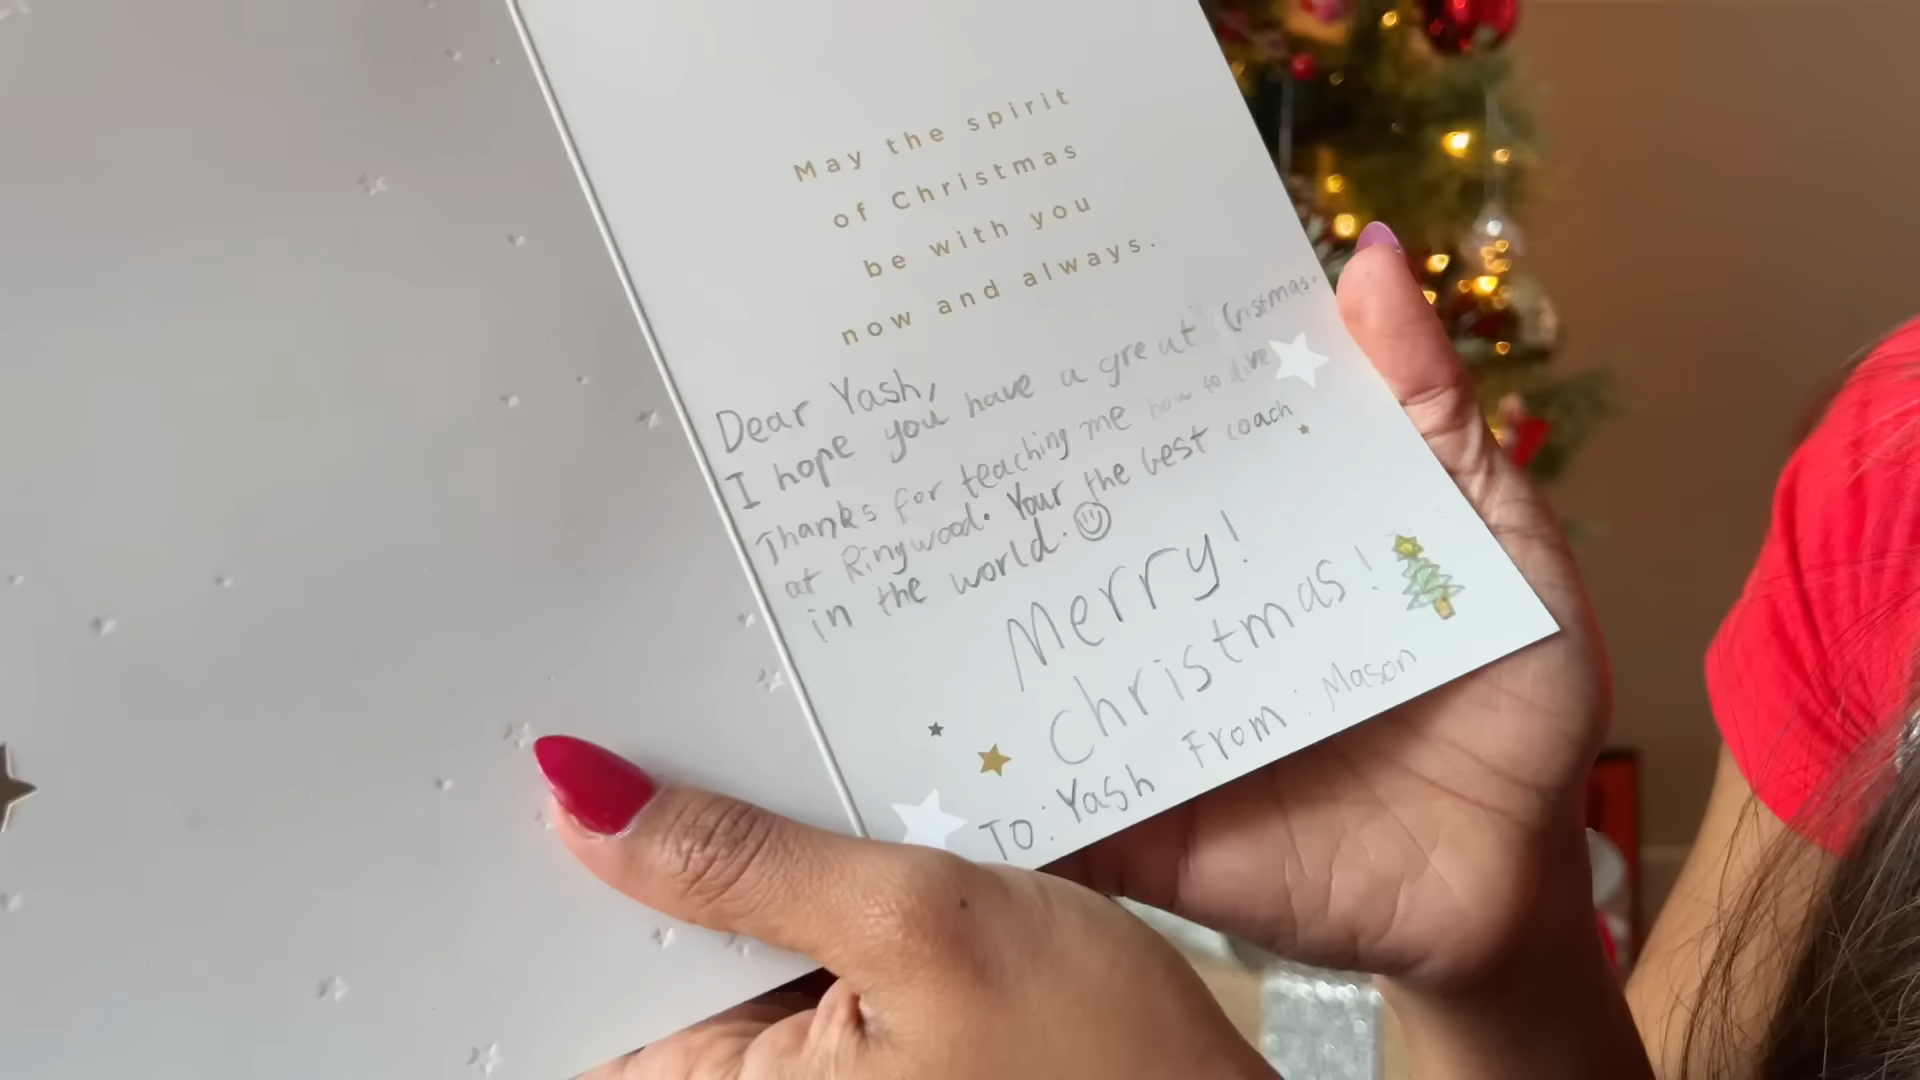 May the spirit
of Christmas
be with you
now and always.
Dear Yash,
I hope you have a great Cristmas.
Thanks for teaching me how to dive
at Ringwood. Your the best coach
in the world.
Merry!
Christmas!
To: Yash From: Mason